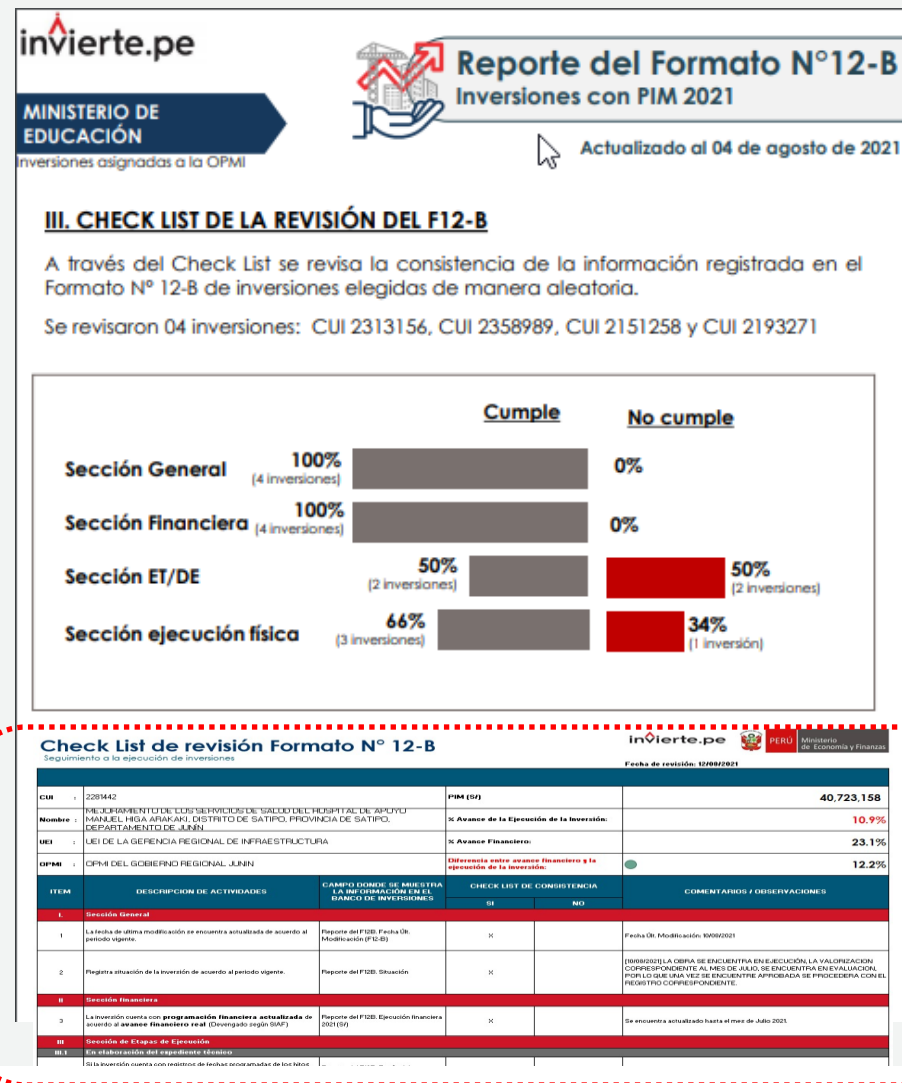 invierte.pe
MINISTERIO DE
EDUCACIÓN
Inversiones asignadas a la OPMI
Reporte del Formato N°12-B
Inversiones con PIM 2021
Actualizado al 04 de agosto de 2021
III. CHECK LIST DE LA REVISIÓN DEL F12-B
A través del Check List se revisa la consistencia de la información registrada en el
Formato N° 12-B de inversiones elegidas de manera aleatoria.
Se revisaron 04 inversiones: CUI 2313156, CUI 2358989, CUI 2151258 y CUI 2193271
Cumple No cumple
Sección General 100% (4 inversiones) 0%
Sección Financiera 100% (4 inversiones) 0%
Sección ET/DE 50% (2 inversiones) 50% (2 inversiones)
Sección ejecución física 66% (3 inversiones) 34% (1 inversión)
Check List de revisión Formato N° 12-B
Seguimiento a la ejecución de inversiones
invierte.pe PERÚ Ministerio de Economía y Finanzas
Fecha de revisión: 12/08/2021
CUI : 2281442 PIM (S/) 40,723,158
Nombre : MEJORAMIENTO DE LOS SERVICIOS DE SALUD DEL HOSPITAL DE APOYO
MANUEL HIGA ARAKAKI, DISTRITO DE SATIPO, PROVINCIA DE SATIPO,
DEPARTAMENTO DE JUNÍN
% Avance de la Ejecución de la Inversión: 10.9%
UEI : UEI DE LA GERENCIA REGIONAL DE INFRAESTRUCTURA % Avance Financiero: 23.1%
OPMI : OPMI DEL GOBIERNO REGIONAL JUNIN
Diferencia entre avance financiero y la
ejecución de la inversión: 12.2%
ITEM DESCRIPCION DE ACTIVIDADES
CAMPO DONDE SE MUESTRA
LA INFORMACIÓN EN EL
BANCO DE INVERSIONES
CHECK LIST DE CONSISTENCIA
SI NO
COMENTARIOS / OBSERVACIONES
I. Sección General
1
La fecha de ultima modificación se encuentra actualizada de acuerdo al
periodo vigente.
Reporte del F12B. Fecha Últ.
Modificación (F12-B)
X
Fecha Últ. Modificación: 10/08/2021
2
Registra situación de la inversión de acuerdo al periodo vigente.
Reporte del F12B. Situación
X
[10/08/2021] LA OBRA SE ENCUENTRA EN EJECUCIÓN, LA VALORIZACION
CORRESPONDIENTE AL MES DE JULIO, SE ENCUENTRA EN EVALUACION,
POR LO QUE UNA VEZ SE ENCUENTRE APROBADA SE PROCEDERA CON EL
REGISTRO CORRESPONDIENTE.
II Sección financiera
3
La inversión cuenta con programación financiera actualizada de
acuerdo al avance financiero real (Devengado según SIAF)
Reporte del F12B. Ejecución financiera
2021 (S/)
X
Se encuentra actualizado hasta el mes de Julio 2021.
III Sección de Etapas de Ejecución
III.1 En elaboración del expediente técnico
Si la inversión cuenta con registros de fechas programadas de los hitos